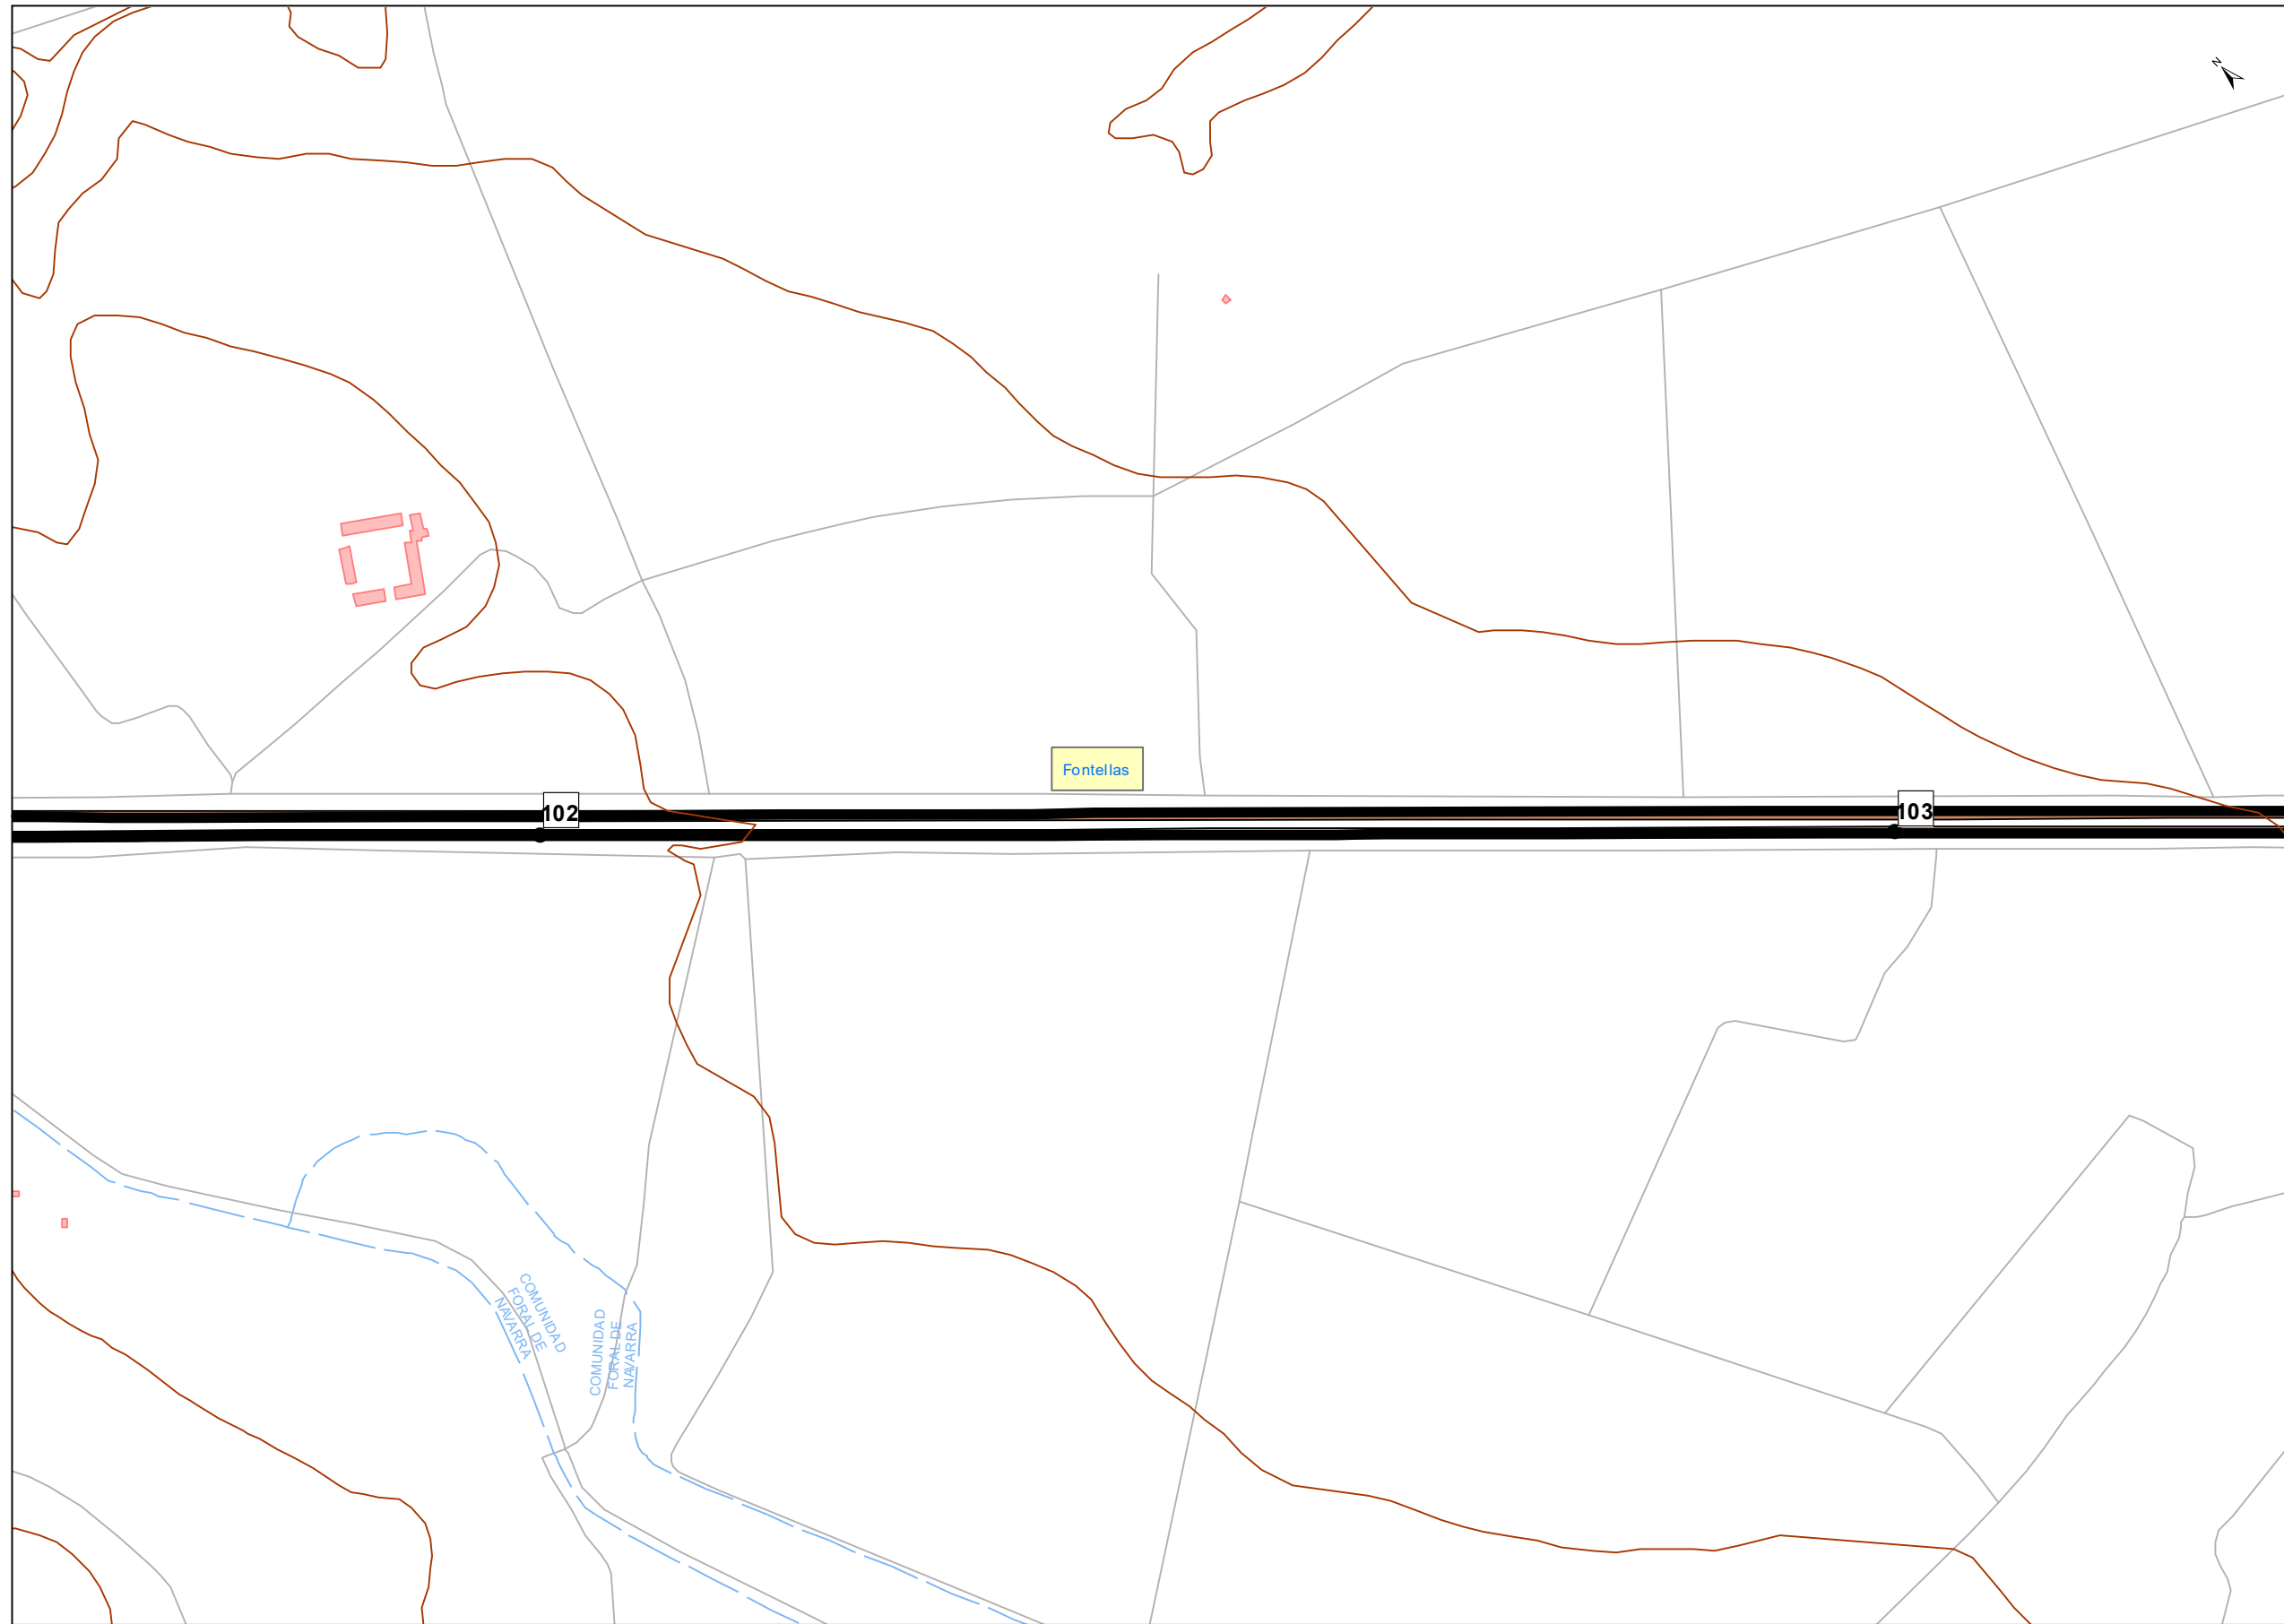 N
Fontellas
102
103
COMUNIDAD
FORAL DE
NAVARRA
COMUNIDAD
FORAL DE
NAVARRA